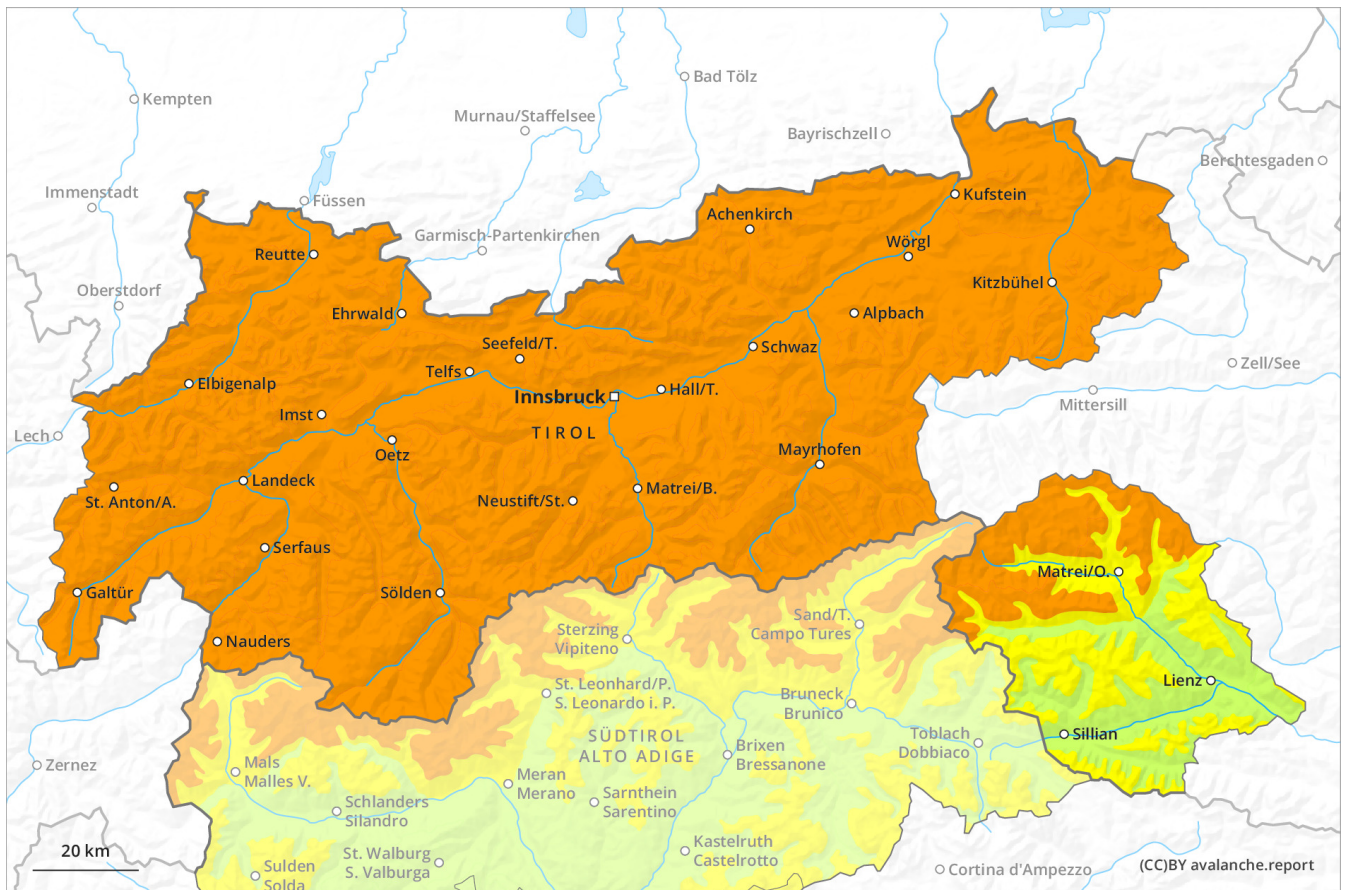 Bad Tölz
Kempten
Murnau/Staffelsee
Bayrischzell
Berchtesgaden
Immenstadt
Füssen
Kufstein
Achenkirch
Garmisch-Partenkirchen
Wörgl
Reutte
Kitzbühel
Oberstdorf
Ehrwald
Alpbach
Seefeld/T.
Schwaz
Zell/See
Telfs
Elbigenalp
Hall/T.
Innsbruck
Mittersill
Imst
TIROL
Lech
Oetz
Mayrhofen
Landeck
Matrei/B.
St. Anton/A.
Neustift/St.
Serfaus
Matrei/O.
Galtür
Sölden
Sand/T.
Campo Tures
Sterzing
Vipiteno
Nauders
Lienz
St. Leonhard/P.
S. Leonardo i. P.
Bruneck
Brunico
Sillian
SÜDTIROL
ALTO ADIGE
Toblach
Dobbiaco
Brixen
Bressanone
Zernez
Mals
Malles V.
Meran
Merano
Sarnthein
Sarentino
Schlanders
Silandro
Kastelruth
Castelrotto
20 km
St. Walburg
S. Valburga
Sulden
Solda
Cortina d'Ampezzo
(CC)BY avalanche.report